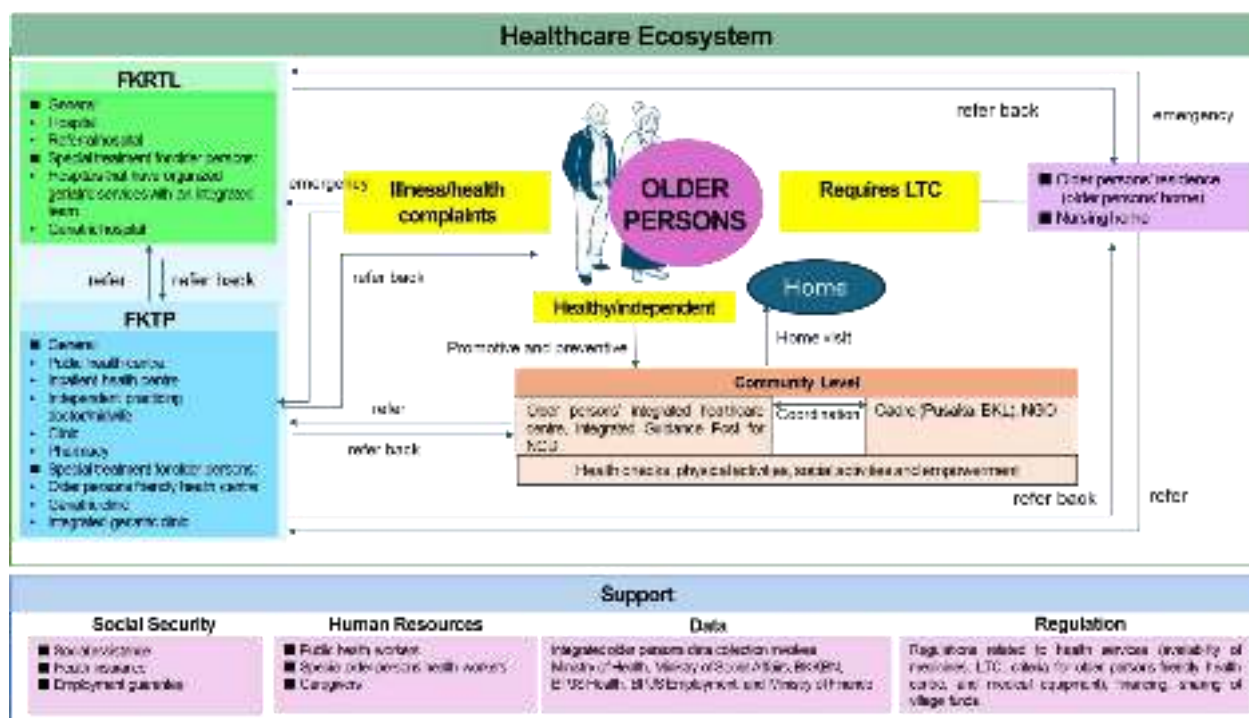 Healthcare Ecosystem
FKRTL
■ General
• Hospital
• Referral hospital
■ Special treatment for older persons:
• Hospitals that have organized
geriatric services with an integrated
team
• Geriatric hospital
refer
refer back
FKTP
■ General
• Public health centre
• Inpatient health centre
• Independent practicing
doctor/midwife
• Clinic
• Pharmacy
■ Special treatment for older persons:
• Older persons friendly health centre
• Geriatric clinic
• Integrated geriatric clinic
emergency
Illness/health
complaints
refer back
OLDER
PERSONS
Requires LTC
refer back
emergency
■ Older persons' residence
(older persons' home)
■ Nursing home
Healthy/independent
Home
Promotive and preventive
Home visit
Community Level
Older persons' integrated healthcare
centre, Integrated Guidance Post for
NCD
Coordination
Cadre (Pusaka, BKL), NGO
Health checks, physical activities, social activities and empowerment
refer
refer back
refer back
refer
Support
Social Security
■ Social assistance
■ Health insurance
■ Employment guarantee
Human Resources
■ Public health workers
■ Special older persons health workers
■ Caregivers
Data
Integrated older persons data collection involves
Ministry of Health, Ministry of Social Affairs, BKKBN,
BPJS Health, BPJS Employment, and Ministry of Finance
Regulation
Regulations related to health services (availability of
medicines, LTC, criteria for older persons friendly health
centre, and medical equipment), financing, sharing of
village funds